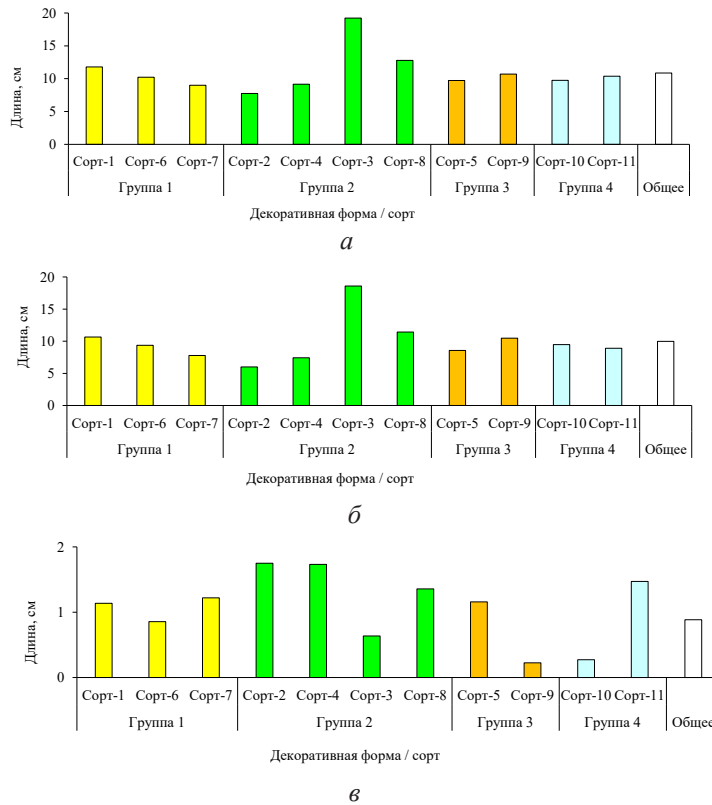 20
15
10
5
0
Длина, см
Сорт-1 Сорт-6 Сорт-7 Сорт-2 Сорт-4 Сорт-3 Сорт-8 Сорт-5 Сорт-9 Сорт-10 Сорт-11
Группа 1 Группа 2 Группа 3 Группа 4 Общее
Декоративная форма / сорт
а
20
15
10
5
0
Длина, см
Сорт-1 Сорт-6 Сорт-7 Сорт-2 Сорт-4 Сорт-3 Сорт-8 Сорт-5 Сорт-9 Сорт-10 Сорт-11
Группа 1 Группа 2 Группа 3 Группа 4 Общее
Декоративная форма / сорт
б
2
1
0
Длина, см
Сорт-1 Сорт-6 Сорт-7 Сорт-2 Сорт-4 Сорт-3 Сорт-8 Сорт-5 Сорт-9 Сорт-10 Сорт-11
Группа 1 Группа 2 Группа 3 Группа 4 Общее
Декоративная форма / сорт
в